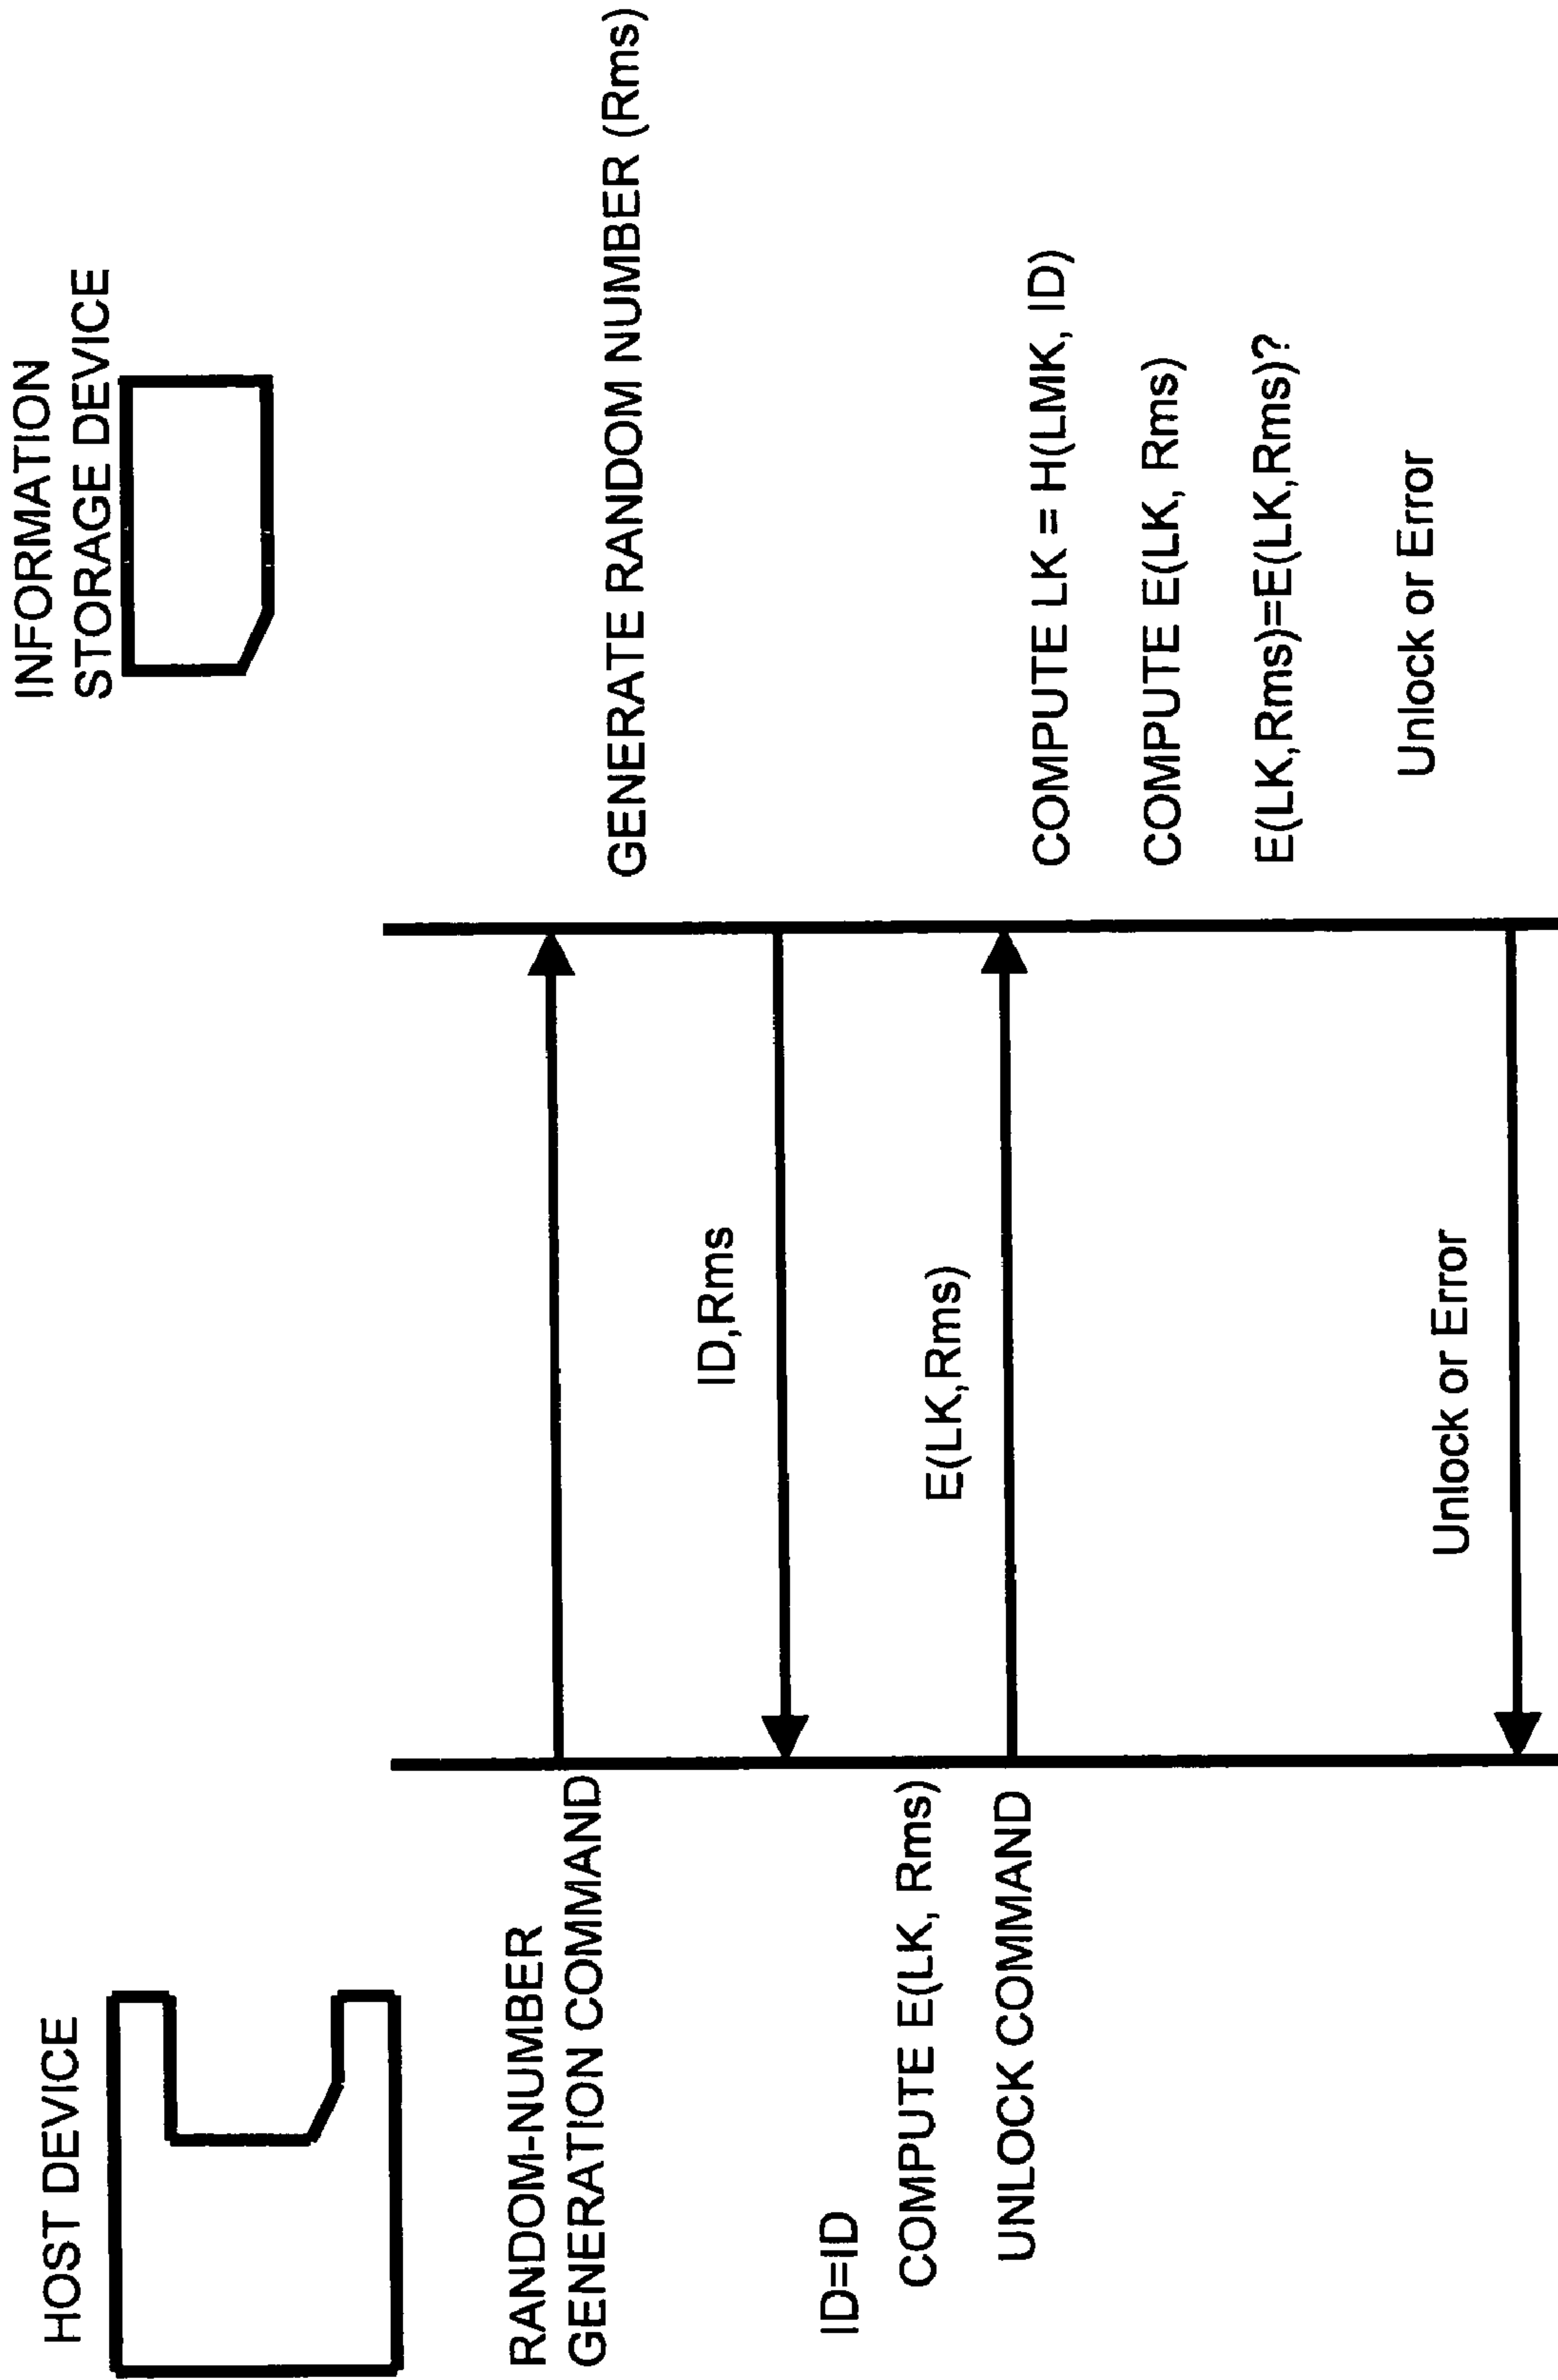 HOST DEVICE
INFORMATION
STORAGE DEVICE
RANDOM-NUMBER
GENERATION COMMAND
GENERATE RANDOM NUMBER (Rms)
ID,Rms
ID=ID
COMPUTE E(LK, Rms)
E(LK,Rms)
UNLOCK COMMAND
COMPUTE LK = H(LMK, ID)
COMPUTE E(LK, Rms)
E(LK,Rms)=E(LK,Rms)?
Unlock or Error
Unlock or Error